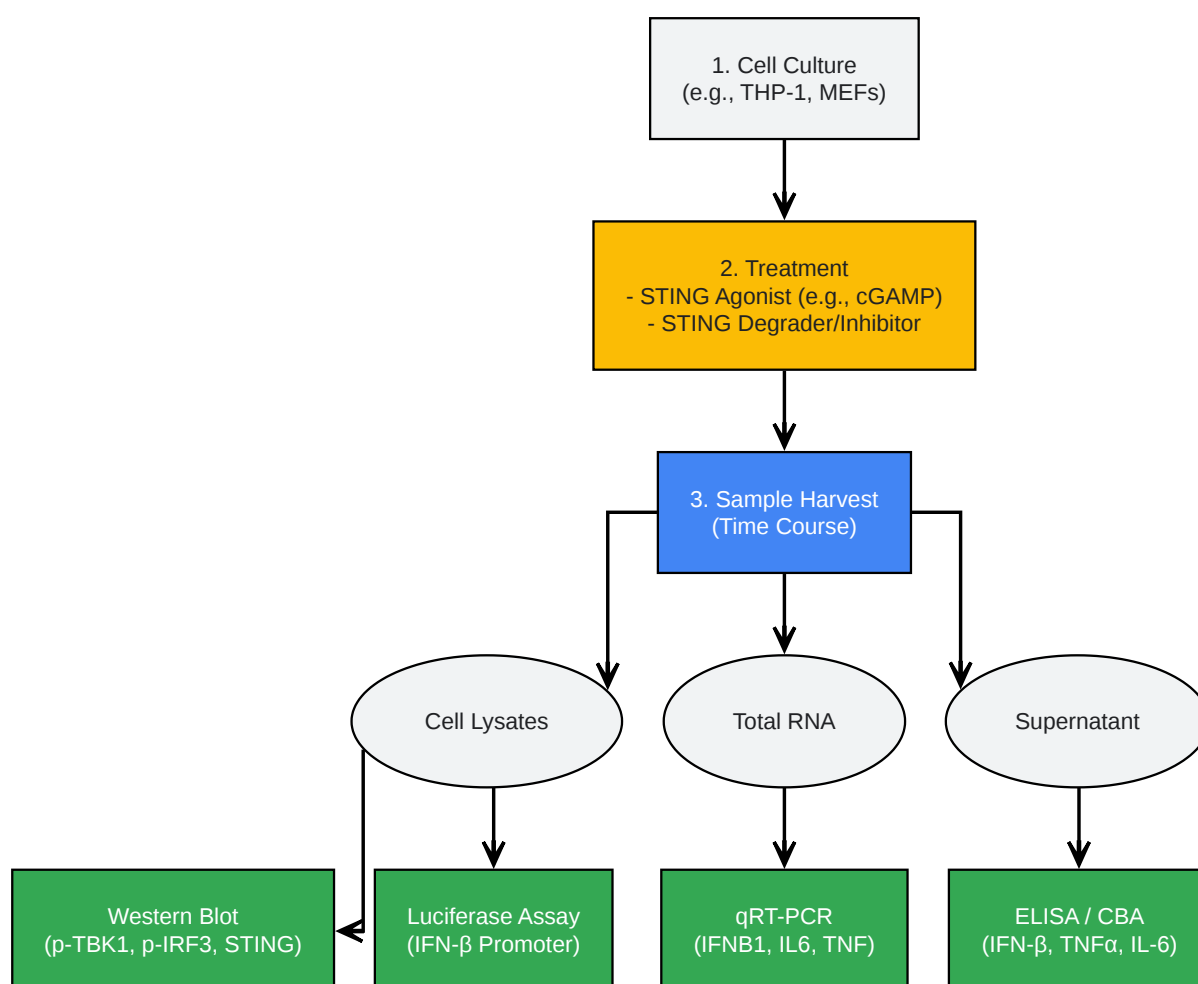 1. Cell Culture
(e.g., THP-1, MEFs)
2. Treatment
- STING Agonist (e.g., cGAMP)
- STING Degrader/Inhibitor
3. Sample Harvest
(Time Course)
Cell Lysates
Total RNA
Supernatant
Western Blot
(p-TBK1, p-IRF3, STING)
Luciferase Assay
(IFN-β Promoter)
qRT-PCR
(IFNB1, IL6, TNF)
ELISA / CBA
(IFN-β, TNFα, IL-6)